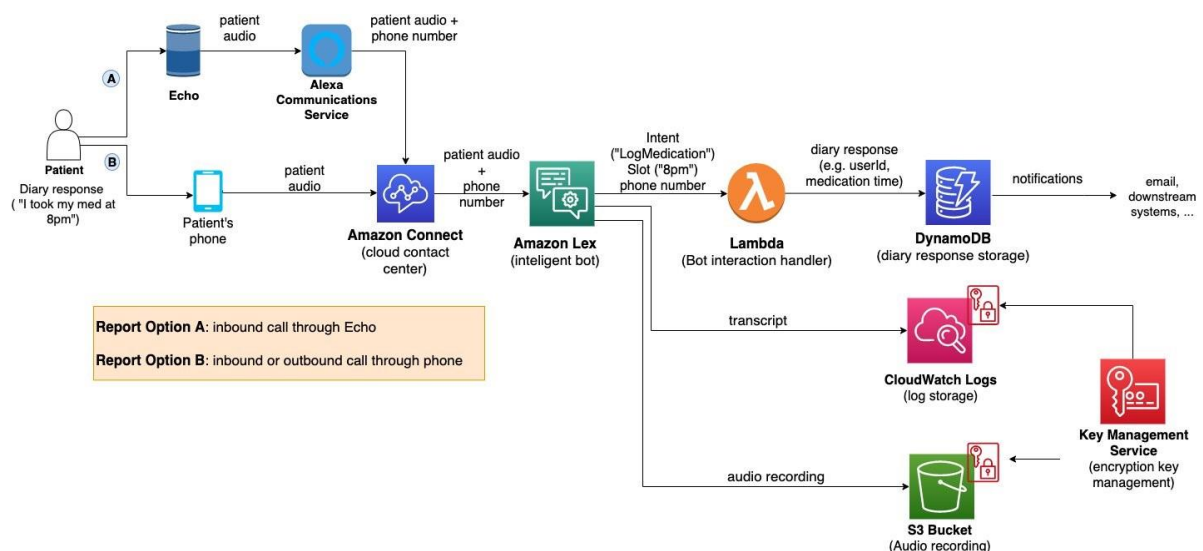 patient
audio
patient audio +
phone number
A
Echo
Alexa
Communications
Service
B
Patient
Diary response
( "I took my med at
8pm")
Patient's
phone
patient
audio
Amazon Connect
(cloud contact
center)
patient audio
+
phone
number
Amazon Lex
(inteligent bot)
Intent
("LogMedication")
Slot ("8pm")
phone number
Lambda
(Bot interaction handler)
diary response
(e.g. userId,
medication time)
DynamoDB
(diary response storage)
notifications
email,
downstream
systems, ...
Report Option A: inbound call through Echo
Report Option B: inbound or outbound call through phone
transcript
CloudWatch Logs
(log storage)
Key Management
Service
(encryption key
management)
audio recording
S3 Bucket
(Audio recording)